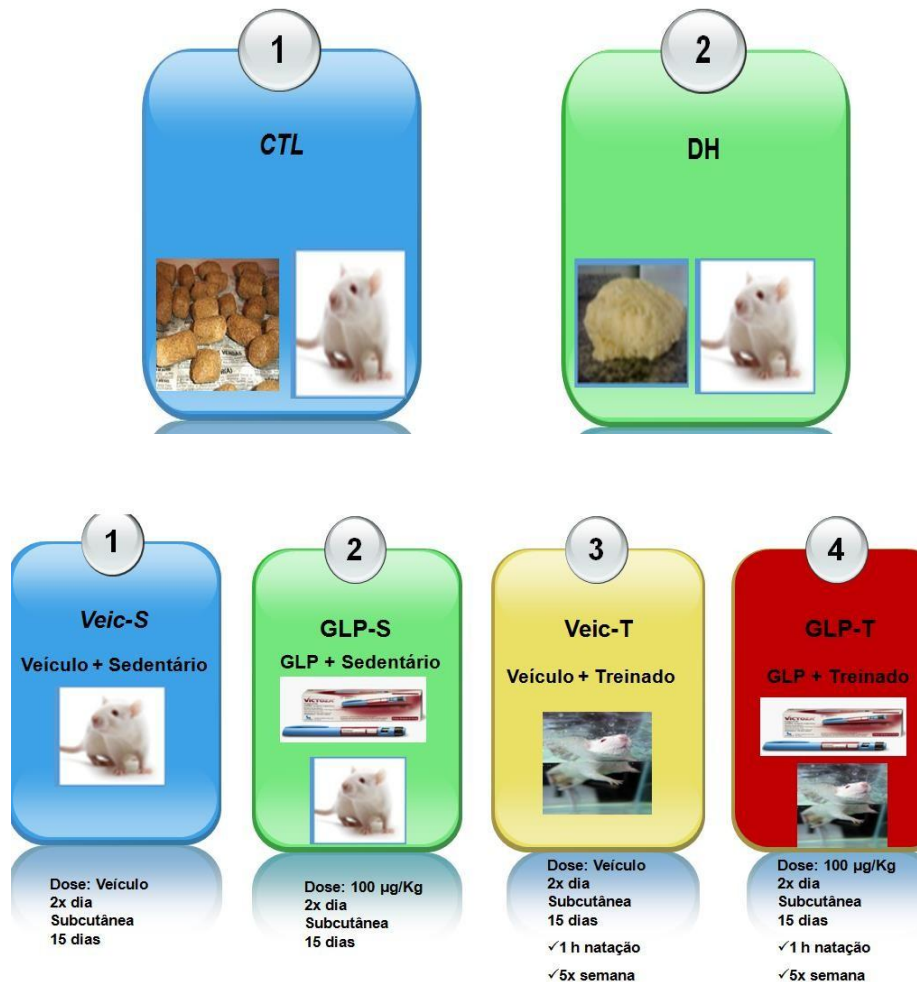 1
2
CTL
DH
1
2
3
4
Veic-S
Veículo + Sedentário
GLP-S
GLP + Sedentário
VICTOZA
Veic-T
Veículo + Treinado
GLP-T
GLP + Treinado
VICTOZA
Dose: Veículo
2x dia
Subcutânea
15 dias
Dose: 100 µg/Kg
2x dia
Subcutânea
15 dias
Dose: Veículo
2x dia
Subcutânea
15 dias
✓1 h natação
✓5x semana
Dose: 100 µg/Kg
2x dia
Subcutânea
15 dias
✓1 h natação
✓5x semana